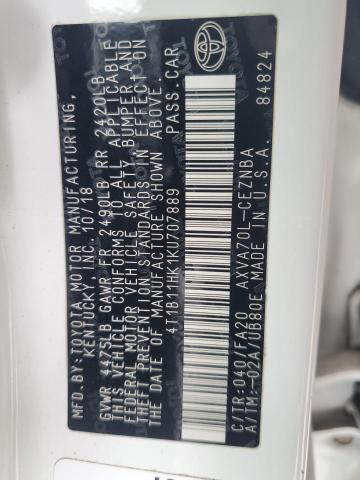 MFD.BY:TOYOTA MOTOR MANUFACTURING,
KENTUCKY, INC. 10/18
GVWR 4475LB GAWR FR 2490LB RR 2420LB
THIS VEHICLE CONFORMS TO ALL APPLICABLE
FEDERAL MOTOR VEHICLE SAFETY, BUMPER, AND
THEFT PREVENTION STANDARDS IN EFFECT ON
THE DATE OF MANUFACTURE SHOWN ABOVE.
4T1B11HK1KU707889 PASS.CAR
C/TR:040/FA20 AXVA70L-CEZNBA
A/TM:-02A/UB80E MADE IN U.S.A.
84824